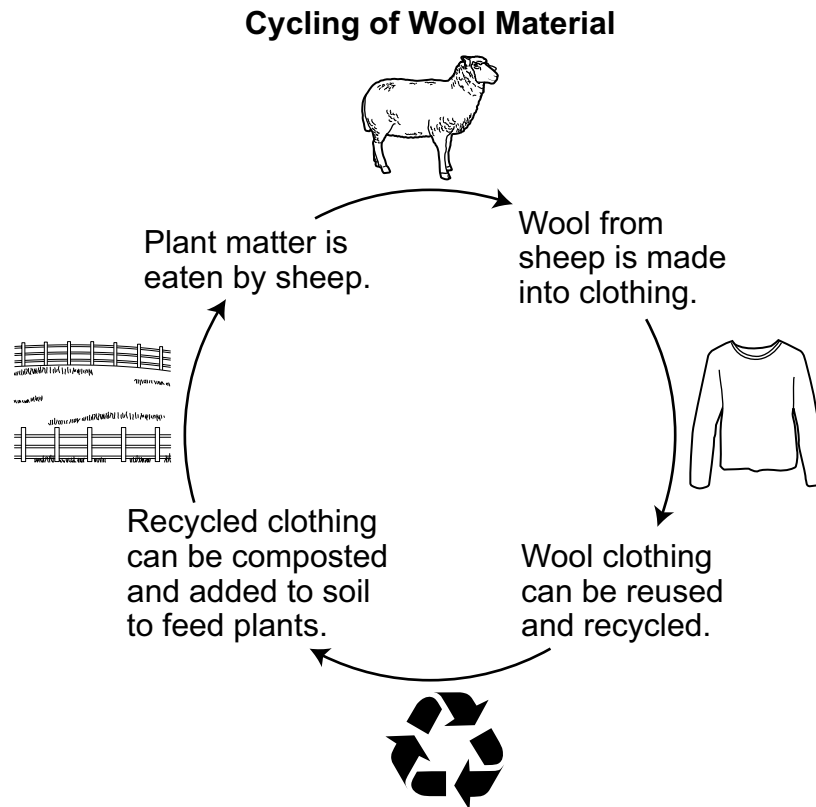 Cycling of Wool Material
Plant matter is
eaten by sheep.
Wool from
sheep is made
into clothing.
Wool clothing
can be reused
and recycled.
Recycled clothing
can be composted
and added to soil
to feed plants.